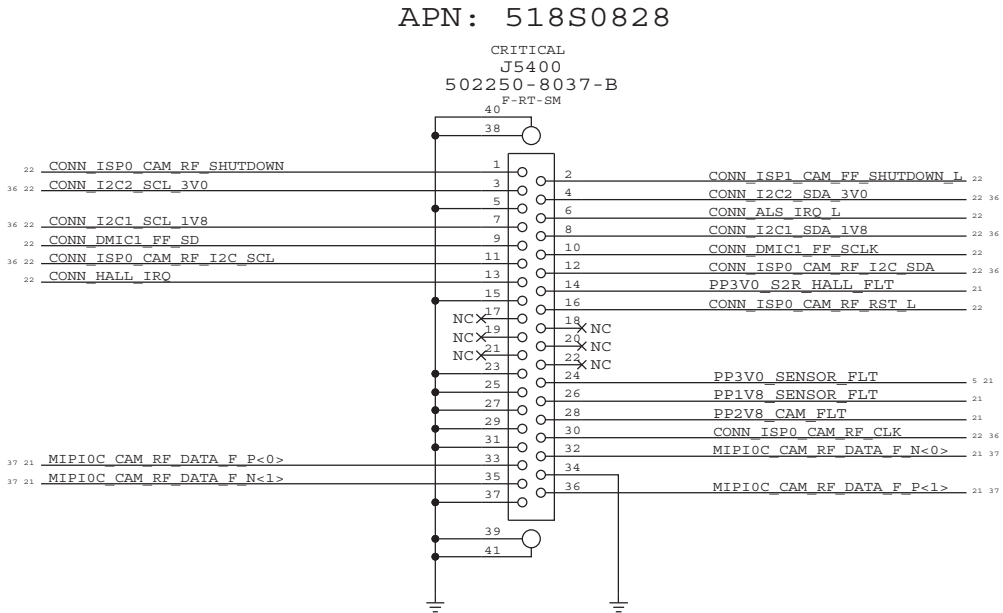 APN: 518S0828
CRITICAL
J5400
502250-8037-B
F-RT-SM
40
38
22 CONN_ISP0_CAM_RF_SHUTDOWN 1
2 CONN_ISP1_CAM_FF_SHUTDOWN_L 22
36 22 CONN_I2C2_SCL_3V0 3
4 CONN_I2C2_SDA_3V0 22 36
5
6 CONN_ALS_IRQ_L 22
36 22 CONN_I2C1_SCL_1V8 7
8 CONN_I2C1_SDA_1V8 22 36
22 CONN_DMIC1_FF_SD 9
10 CONN_DMIC1_FF_SCLK 22
36 22 CONN_ISP0_CAM_RF_I2C_SCL 11
12 CONN_ISP0_CAM_RF_I2C_SDA 22 36
22 CONN_HALL_IRQ 13
14 PP3V0_S2R_HALL_FLT 21
15
16 CONN_ISP0_CAM_RF_RST_L 22
NC 17
18 NC
NC 19
20 NC
NC 21
22 NC
23
24 PP3V0_SENSOR_FLT 5 21
25
26 PP1V8_SENSOR_FLT 21
27
28 PP2V8_CAM_FLT 21
29
30 CONN_ISP0_CAM_RF_CLK 22 36
31
32 MIPI0C_CAM_RF_DATA_F_N<0> 21 37
37 21 MIPI0C_CAM_RF_DATA_F_P<0> 33
34
37 21 MIPI0C_CAM_RF_DATA_F_N<1> 35
36 MIPI0C_CAM_RF_DATA_F_P<1> 21 37
37
39
41